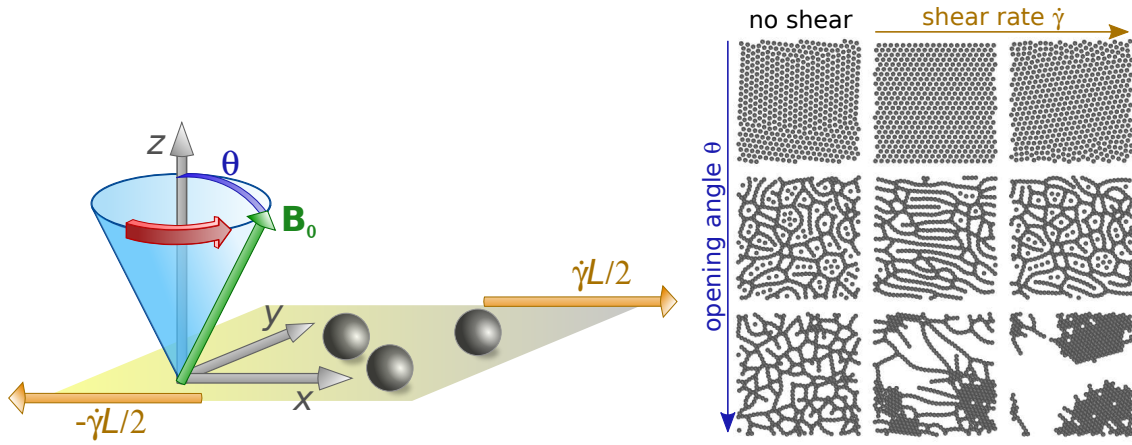 z
θ
B₀
γ̇L/2
y
x
-γ̇L/2
no shear
shear rate γ̇
opening angle θ